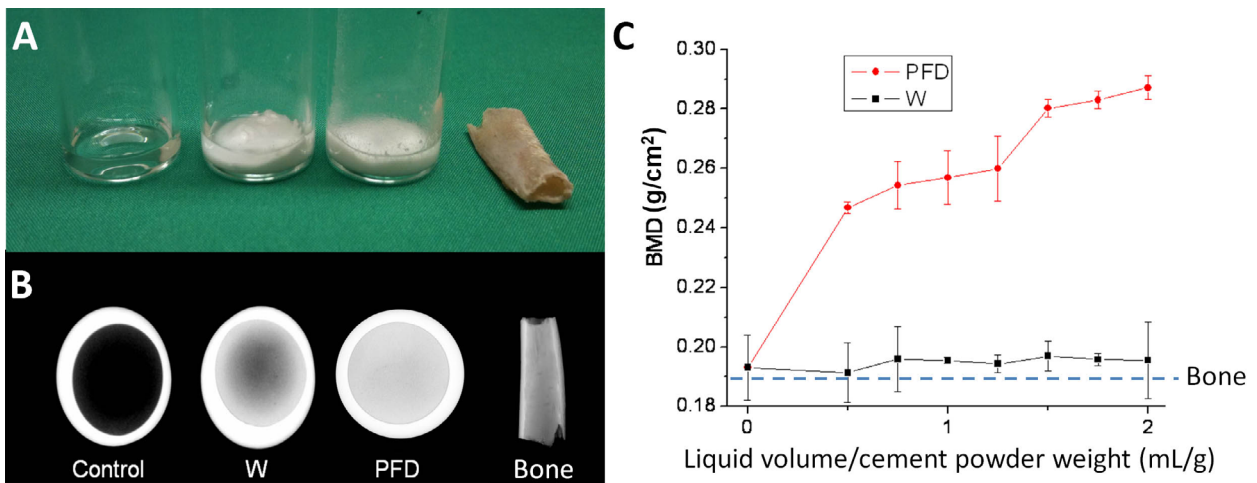 A
B
Control
W
PFD
Bone
C
PFD
W
BMD (g/cm²)
0.30
0.28
0.26
0.24
0.22
0.20
0.18
Bone
0
1
2
Liquid volume/cement powder weight (mL/g)